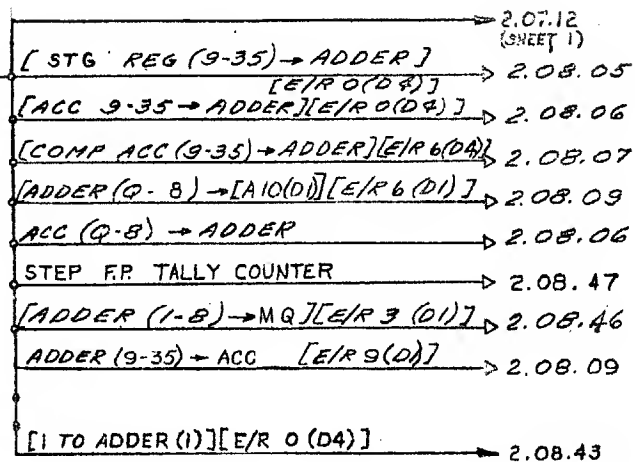 2.07.12
(SHEET 1)
[ STG REG (9-35) → ADDER ]
[E/R 0(D4)] 2.08.05
[ACC 9-35 → ADDER][E/R 0(D4)] 2.08.06
[COMP ACC (9-35) → ADDER][E/R 6(D4)] 2.08.07
[ADDER (Q-8) → [A10(D1)][E/R 6 (D1)] 2.08.09
ACC (Q-8) → ADDER 2.08.06
STEP F.P. TALLY COUNTER 2.08.47
[ADDER (1-8) → MQ][E/R 3 (D1)] 2.08.46
ADDER (9-35) → ACC [E/R 9(D1)] 2.08.09
[1 TO ADDER (1)][E/R 0 (D4)] 2.08.43